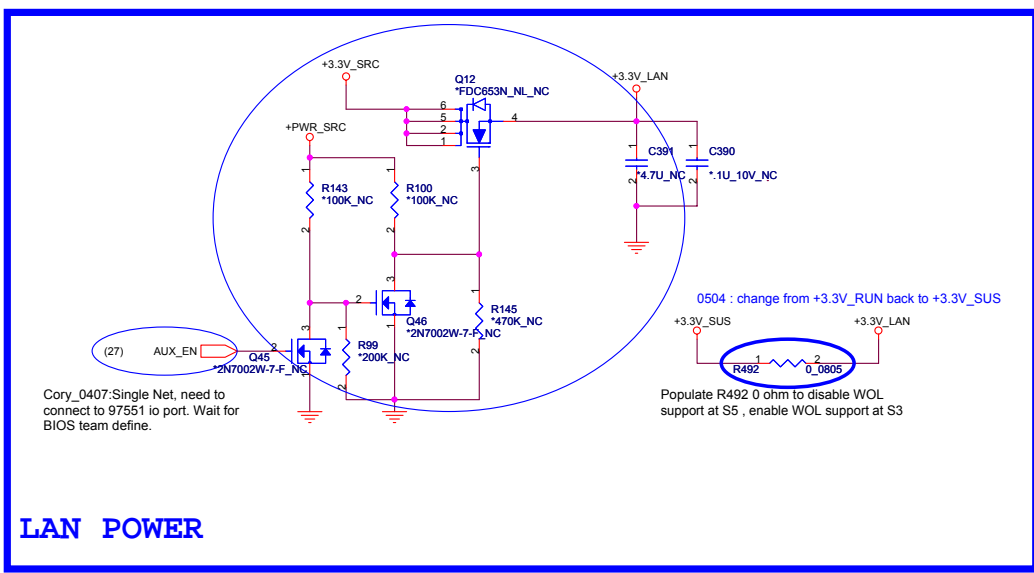 +3.3V_SRC
Q12
*FDC653N_NL_NC
+3.3V_LAN
6
5
2
1
4
3
+PWR_SRC
1
R143
*100K_NC
2
1
R100
*100K_NC
2
1
C391
*4.7U_NC
2
1
C390
*.1U_10V_NC
2
3
2
1
Q46
*2N7002W-7-F_NC
1
R145
*470K_NC
2
0504 : change from +3.3V_RUN back to +3.3V_SUS
+3.3V_SUS
+3.3V_LAN
1
2
R492
0_0805
Populate R492 0 ohm to disable WOL
support at S5 , enable WOL support at S3
(27)
AUX_EN
3
2
1
Q45
*2N7002W-7-F_NC
1
R99
*200K_NC
2
Cory_0407:Single Net, need to
connect to 97551 io port. Wait for
BIOS team define.
LAN POWER